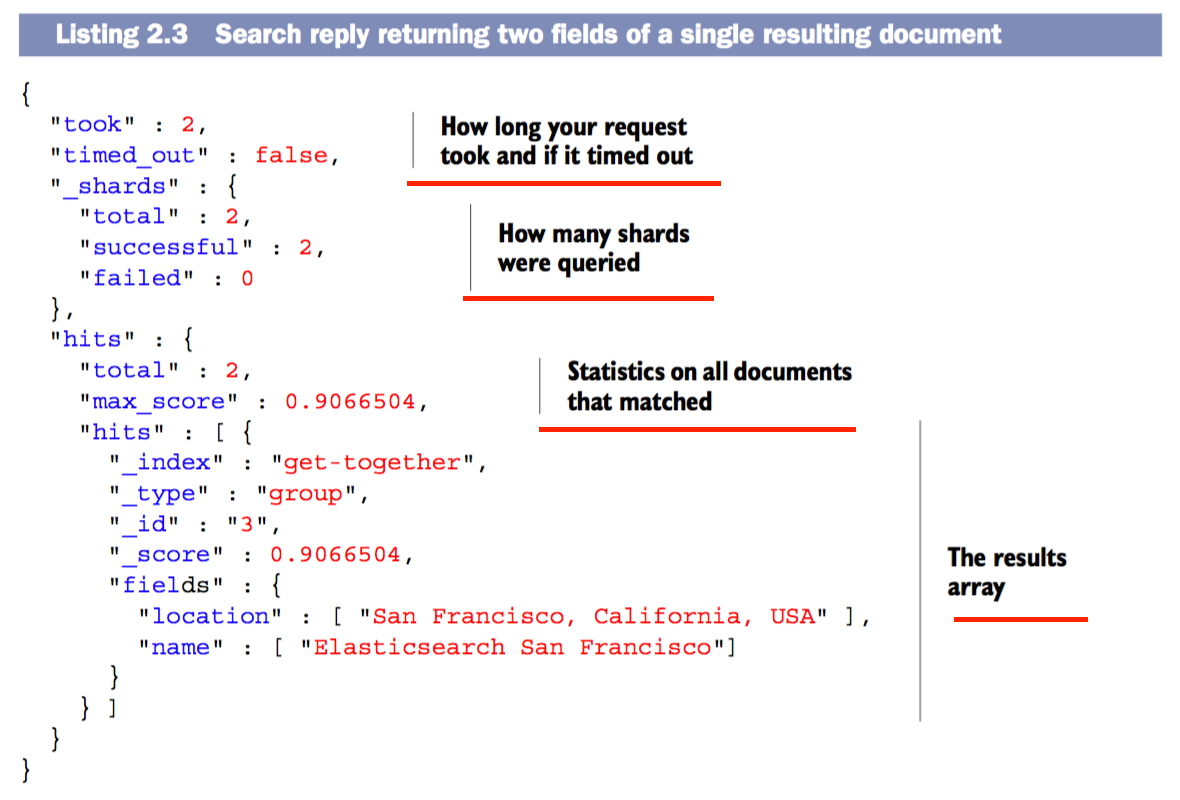 Listing 2.3 Search reply returning two fields of a single resulting document
{
"took" : 2,
"timed_out" : false,
How long your request
took and if it timed out
"_shards" : {
"total" : 2,
"successful" : 2,
"failed" : 0
How many shards
were queried
},
"hits" : {
"total" : 2,
"max_score" : 0.9066504,
Statistics on all documents
that matched
"hits" : [ {
"_index" : "get-together",
"_type" : "group",
"_id" : "3",
"_score" : 0.9066504,
"fields" : {
"location" : [ "San Francisco, California, USA" ],
"name" : [ "Elasticsearch San Francisco"]
}
} ]
The results
array
}
}